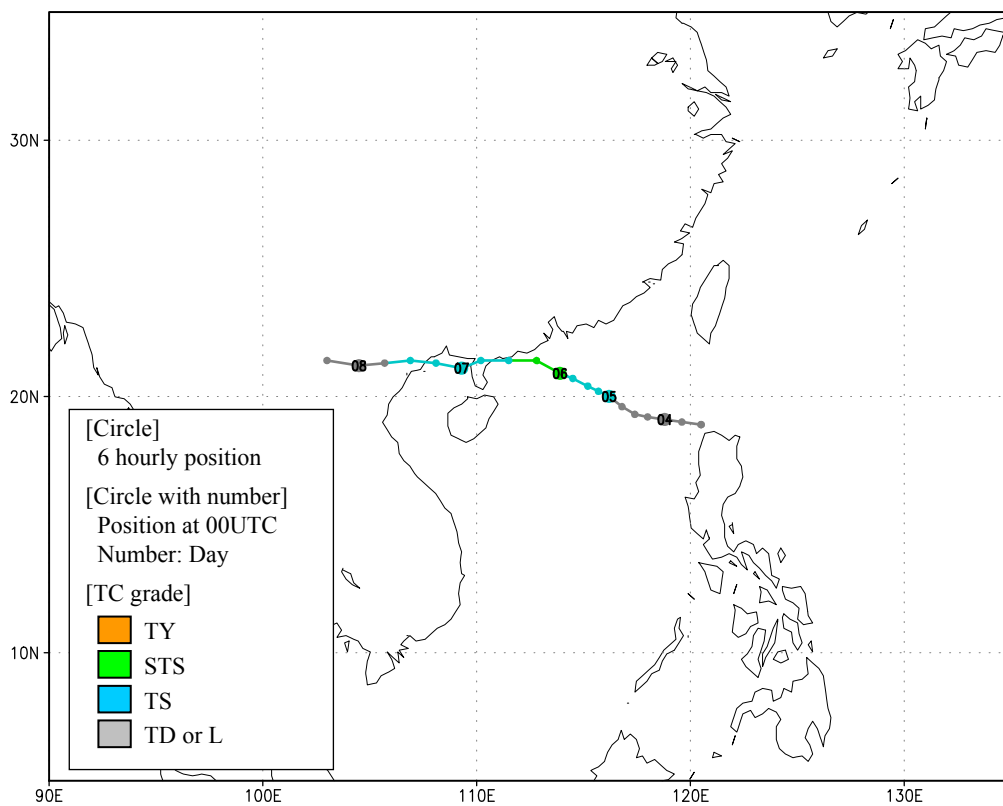 30N
20N
10N
08
07
06
05
04
[Circle]
6 hourly position
[Circle with number]
Position at 00UTC
Number: Day
[TC grade]
TY
STS
TS
TD or L
90E 100E 110E 120E 130E